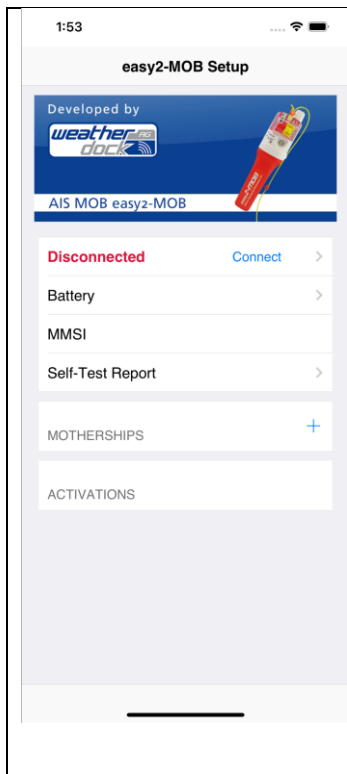 1:53
easy2-MOB Setup
Developed by
weather AG
dock
AIS MOB easy2-MOB
Disconnected Connect
Battery
MMSI
Self-Test Report
MOTHERSHIPS +
ACTIVATIONS